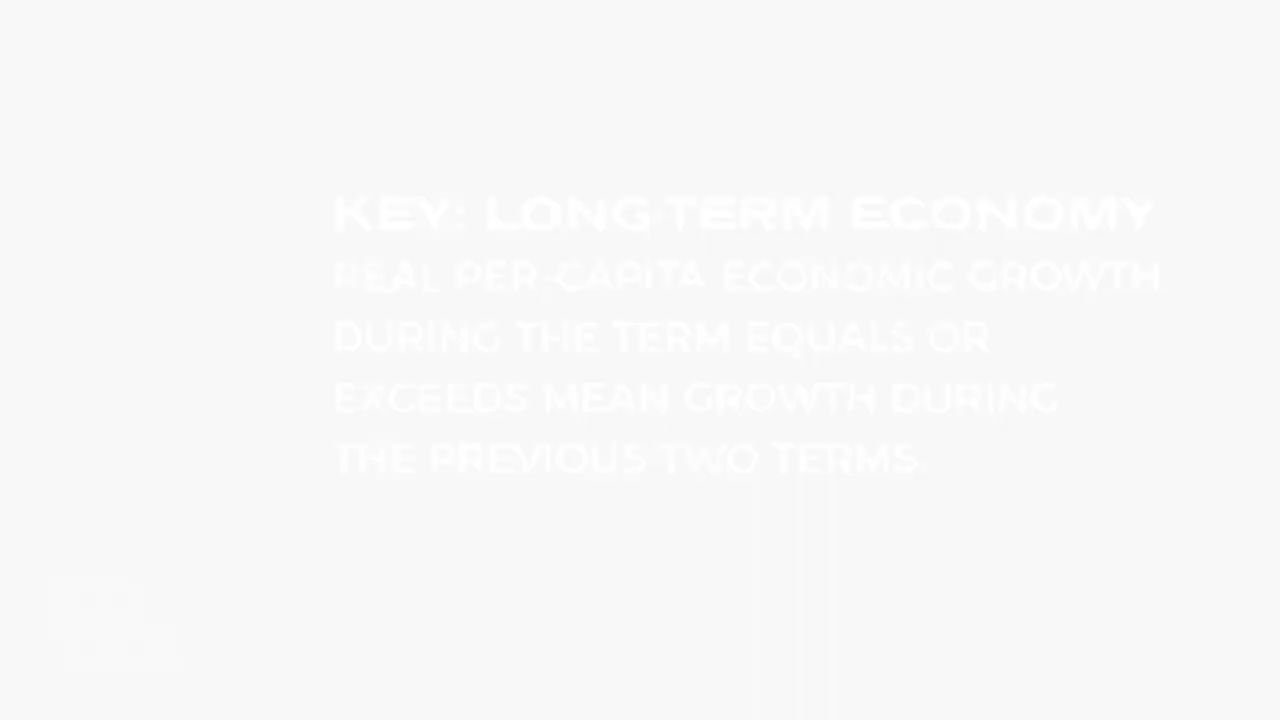 KEY: LONG-TERM ECONOMY
REAL PER-CAPITA ECONOMIC GROWTH
DURING THE TERM EQUALS OR
EXCEEDS MEAN GROWTH DURING
THE PREVIOUS TWO TERMS.